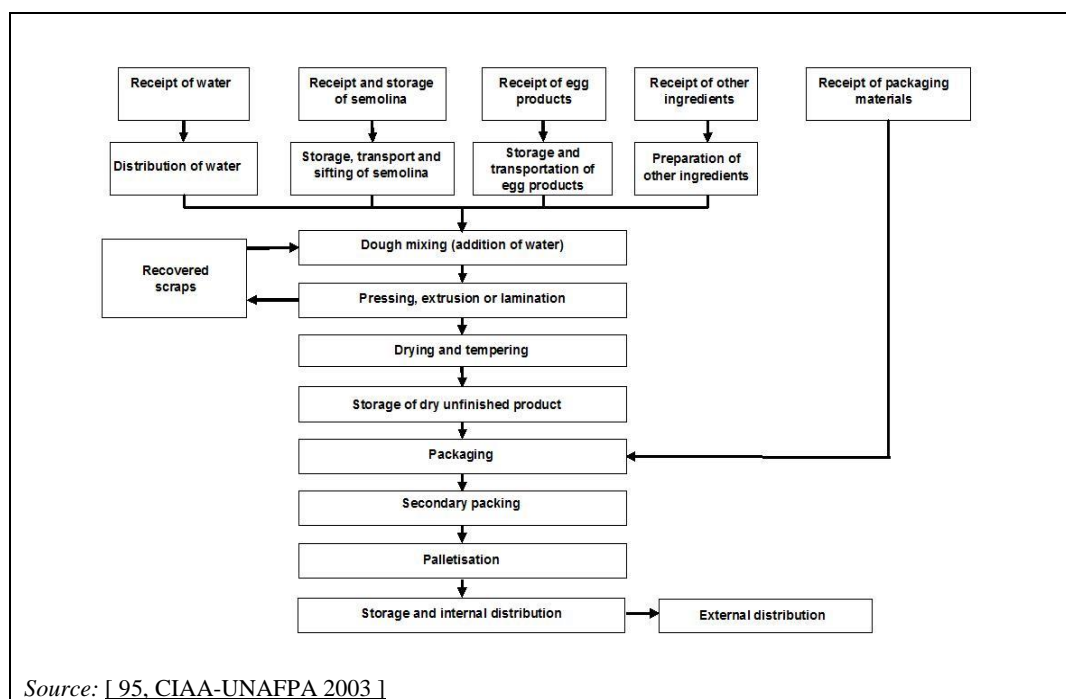 Receipt of water
Receipt and storage
of semolina
Receipt of egg
products
Receipt of other
ingredients
Receipt of packaging
materials
Distribution of water
Storage, transport and
sifting of semolina
Storage and
transportation of
egg products
Preparation of
other ingredients
Dough mixing (addition of water)
Recovered
scraps
Pressing, extrusion or lamination
Drying and tempering
Storage of dry unfinished product
Packaging
Secondary packing
Palletisation
Storage and internal distribution
External distribution
Source: [ 95, CIAA-UNAFPA 2003 ]